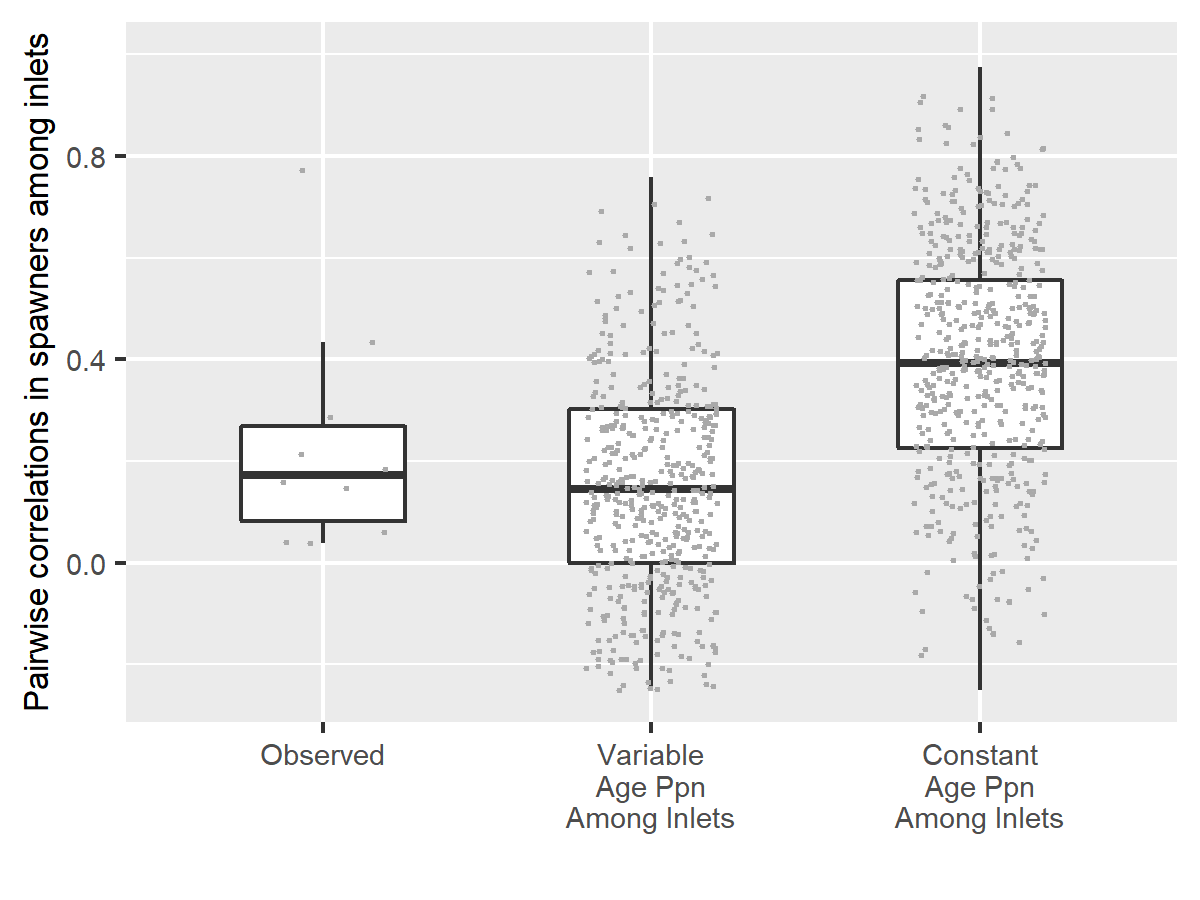 Pairwise correlations in spawners among inlets
0.8
0.4
0.0
Observed
Variable
Age Ppn
Among Inlets
Constant
Age Ppn
Among Inlets